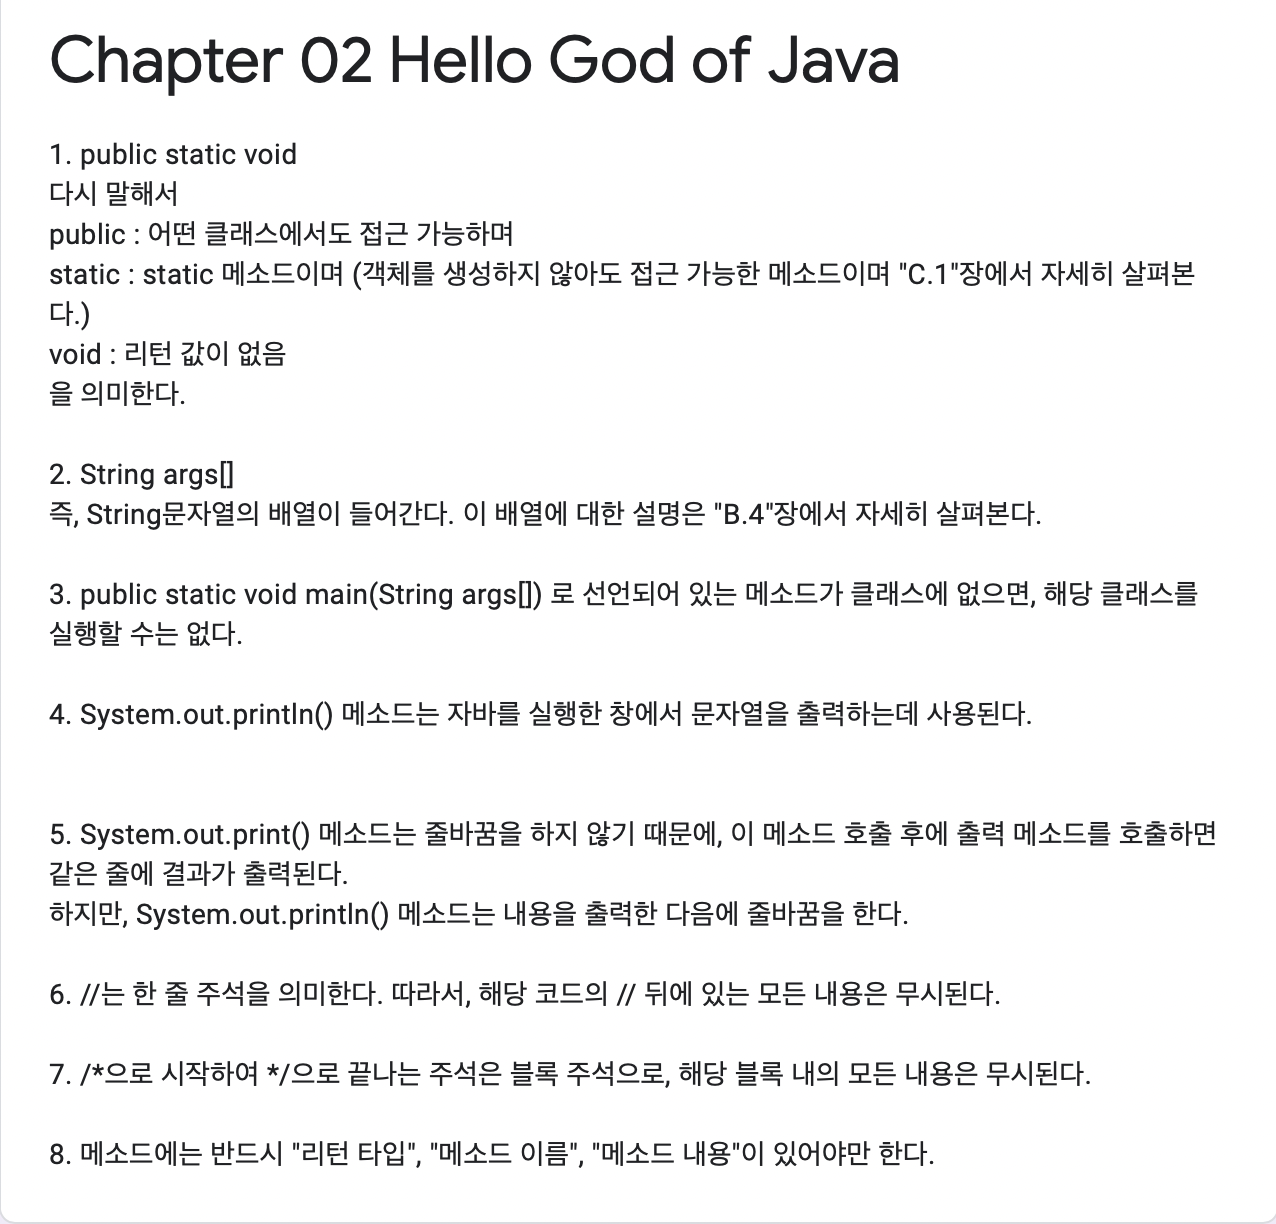 Chapter 02 Hello God of Java
1. public static void
다시 말해서
public : 어떤 클래스에서도 접근 가능하며
static : static 메소드이며 (객체를 생성하지 않아도 접근 가능한 메소드이며 "C.1"장에서 자세히 살펴본
다.)
void : 리턴 값이 없음
을 의미한다.
2. String args[]
즉, String문자열의 배열이 들어간다. 이 배열에 대한 설명은 "B.4"장에서 자세히 살펴본다.
3. public static void main(String args[]) 로 선언되어 있는 메소드가 클래스에 없으면, 해당 클래스를
실행할 수는 없다.
4. System.out.println() 메소드는 자바를 실행한 창에서 문자열을 출력하는데 사용된다.
5. System.out.print() 메소드는 줄바꿈을 하지 않기 때문에, 이 메소드 호출 후에 출력 메소드를 호출하면
같은 줄에 결과가 출력된다.
하지만, System.out.println() 메소드는 내용을 출력한 다음에 줄바꿈을 한다.
6. //는 한 줄 주석을 의미한다. 따라서, 해당 코드의 // 뒤에 있는 모든 내용은 무시된다.
7. /*으로 시작하여 */으로 끝나는 주석은 블록 주석으로, 해당 블록 내의 모든 내용은 무시된다.
8. 메소드에는 반드시 "리턴 타입", "메소드 이름", "메소드 내용"이 있어야만 한다.